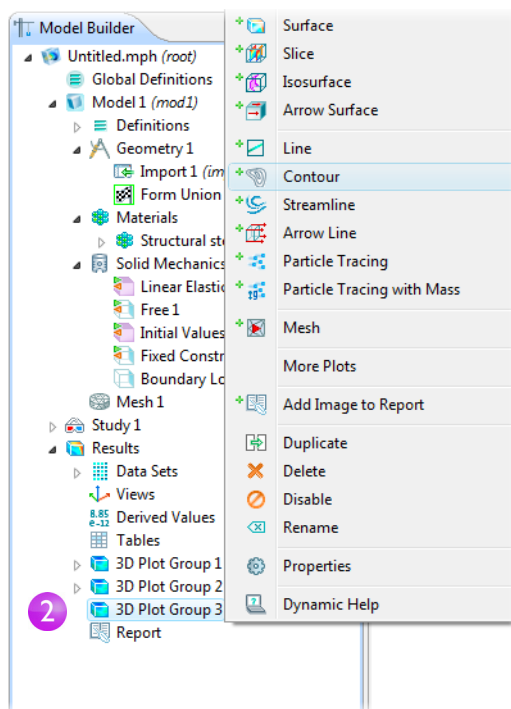 Model Builder
Untitled.mph (root)
Global Definitions
Model 1 (mod1)
Definitions
Geometry 1
Import 1 (im
Form Union
Materials
Structural st
Solid Mechanics
Linear Elastic
Free 1
Initial Values
Fixed Constr
Boundary Lo
Mesh 1
Study 1
Results
Data Sets
Views
8.85
e-12
Derived Values
Tables
3D Plot Group 1
3D Plot Group 2
2
3D Plot Group 3
Report
Surface
Slice
Isosurface
Arrow Surface
Line
Contour
Streamline
Arrow Line
Particle Tracing
Particle Tracing with Mass
Mesh
More Plots
Add Image to Report
Duplicate
Delete
Disable
Rename
Properties
Dynamic Help